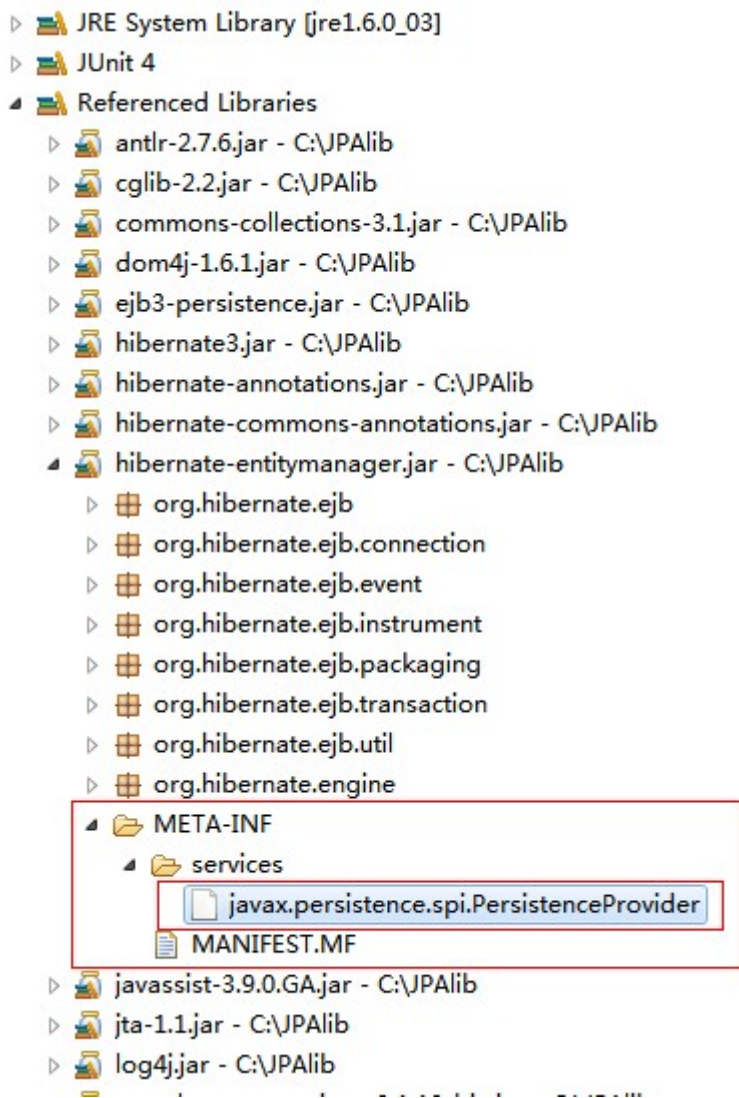 JRE System Library [jre1.6.0_03]
JUnit 4
Referenced Libraries
antlr-2.7.6.jar - C:\JPAlib
cglib-2.2.jar - C:\JPAlib
commons-collections-3.1.jar - C:\JPAlib
dom4j-1.6.1.jar - C:\JPAlib
ejb3-persistence.jar - C:\JPAlib
hibernate3.jar - C:\JPAlib
hibernate-annotations.jar - C:\JPAlib
hibernate-commons-annotations.jar - C:\JPAlib
hibernate-entitymanager.jar - C:\JPAlib
org.hibernate.ejb
org.hibernate.ejb.connection
org.hibernate.ejb.event
org.hibernate.ejb.instrument
org.hibernate.ejb.packaging
org.hibernate.ejb.transaction
org.hibernate.ejb.util
org.hibernate.engine
META-INF
services
javax.persistence.spi.PersistenceProvider
MANIFEST.MF
javassist-3.9.0.GA.jar - C:\JPAlib
jta-1.1.jar - C:\JPAlib
log4j.jar - C:\JPAlib